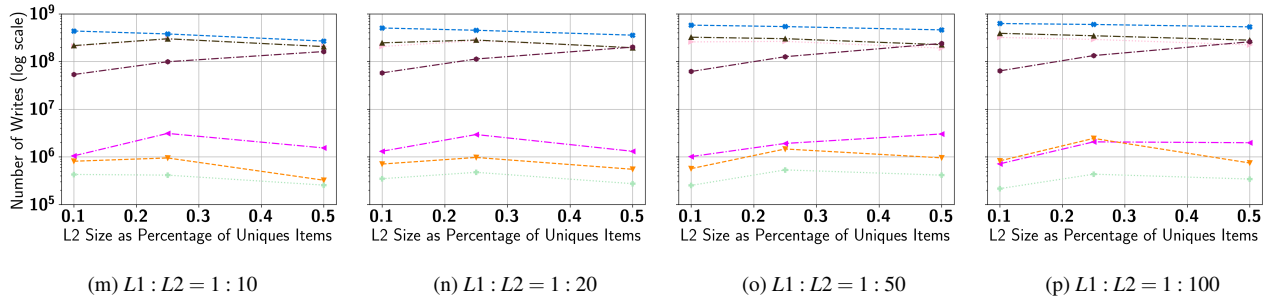 Number of Writes (log scale)
10^9
10^8
10^7
10^6
10^5
0.1 0.2 0.3 0.4 0.5
0.1 0.2 0.3 0.4 0.5
0.1 0.2 0.3 0.4 0.5
0.1 0.2 0.3 0.4 0.5
L2 Size as Percentage of Uniques Items
L2 Size as Percentage of Uniques Items
L2 Size as Percentage of Uniques Items
L2 Size as Percentage of Uniques Items
(m) L1 : L2 = 1 : 10
(n) L1 : L2 = 1 : 20
(o) L1 : L2 = 1 : 50
(p) L1 : L2 = 1 : 100